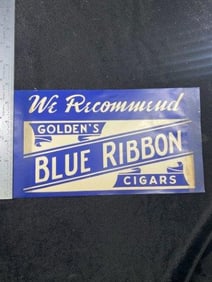 We Recommend
GOLDEN'S
BLUE RIBBON
CIGARS